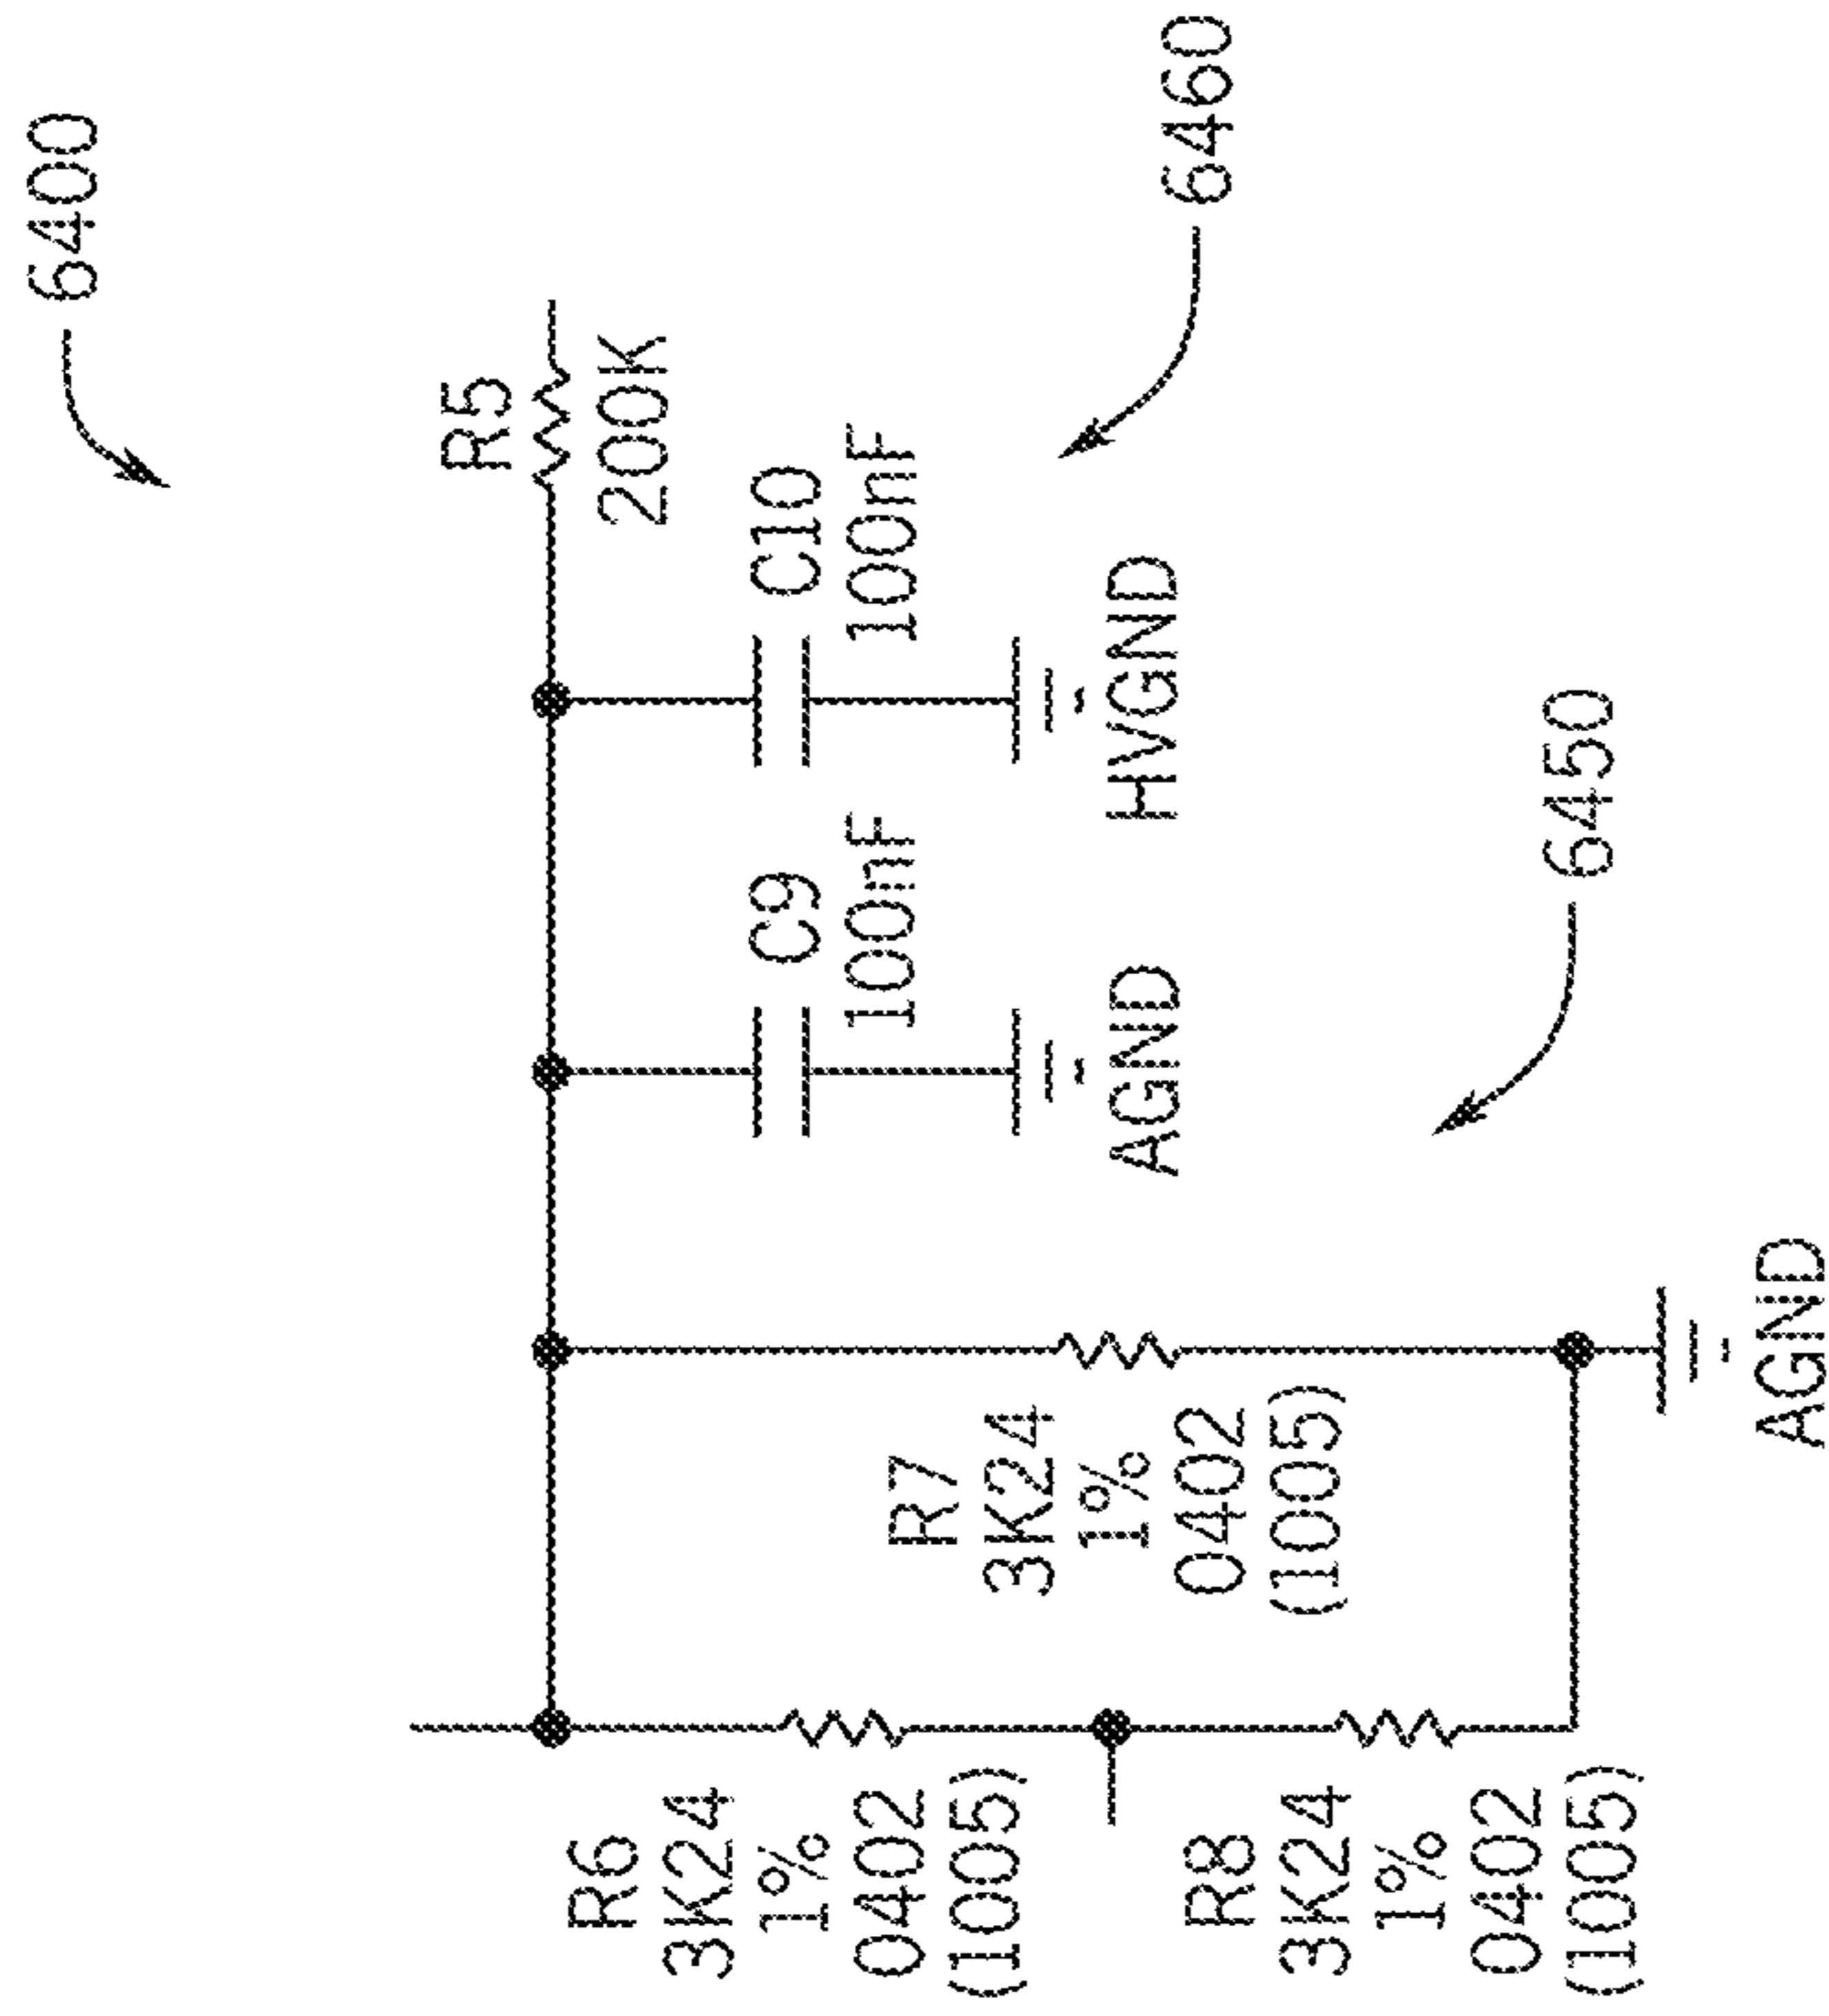 6400
R5
200K
C10
100nF
HVGND
6460
C9
100nF
AGND
6450
R7
3K24
1%
0402
(1005)
AGND
R6
3K24
1%
0402
(1005)
R8
3K24
1%
0402
(1005)